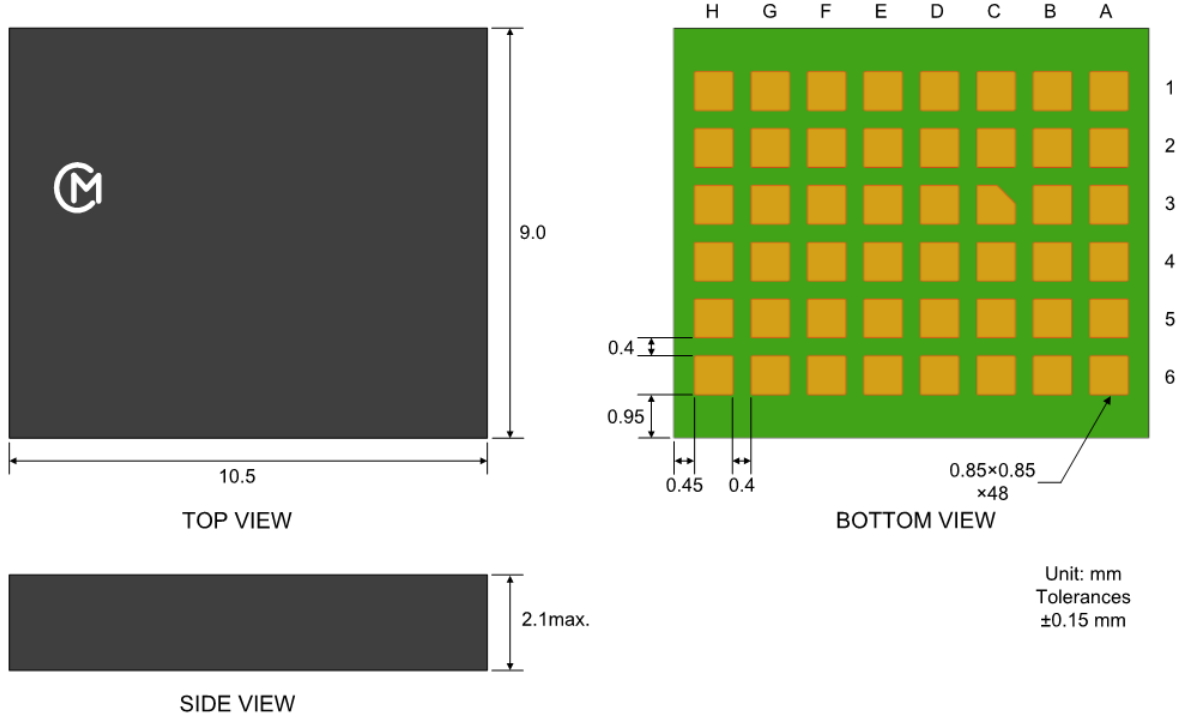 H G F E D C B A
1
2
3
4
5
6
9.0
10.5
TOP VIEW
0.4
0.95
0.45
0.4
0.85×0.85
×48
BOTTOM VIEW
2.1max.
SIDE VIEW
Unit: mm
Tolerances
±0.15 mm